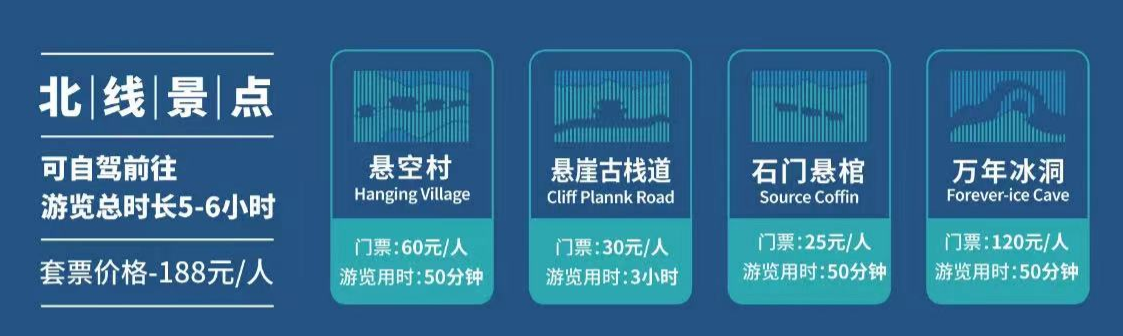 北线景点
可自驾前往
游览总时长5-6小时
套票价格-188元/人
悬空村
Hanging Village
门票:60元/人
游览用时:50分钟
悬崖古栈道
Cliff Plannk Road
门票:30元/人
游览用时:3小时
石门悬棺
Source Coffin
门票:25元/人
游览用时:50分钟
万年冰洞
Forever-ice Cave
门票:120元/人
游览用时:50分钟